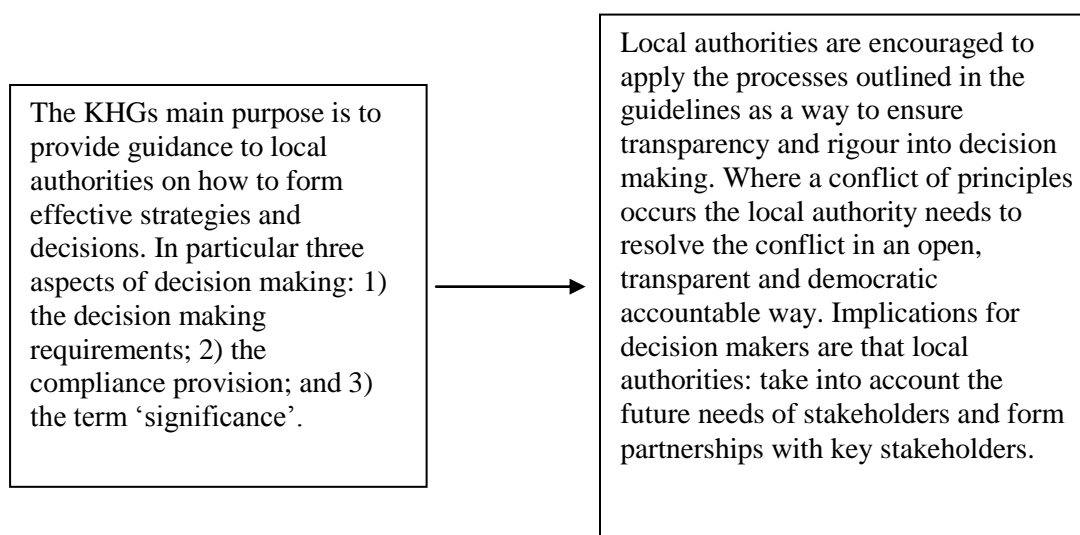 The KHGs main purpose is to
provide guidance to local
authorities on how to form
effective strategies and
decisions. In particular three
aspects of decision making: 1)
the decision making
requirements; 2) the
compliance provision; and 3)
the term ‘significance’.
Local authorities are encouraged to
apply the processes outlined in the
guidelines as a way to ensure
transparency and rigour into decision
making. Where a conflict of principles
occurs the local authority needs to
resolve the conflict in an open,
transparent and democratic
accountable way. Implications for
decision makers are that local
authorities: take into account the
future needs of stakeholders and form
partnerships with key stakeholders.